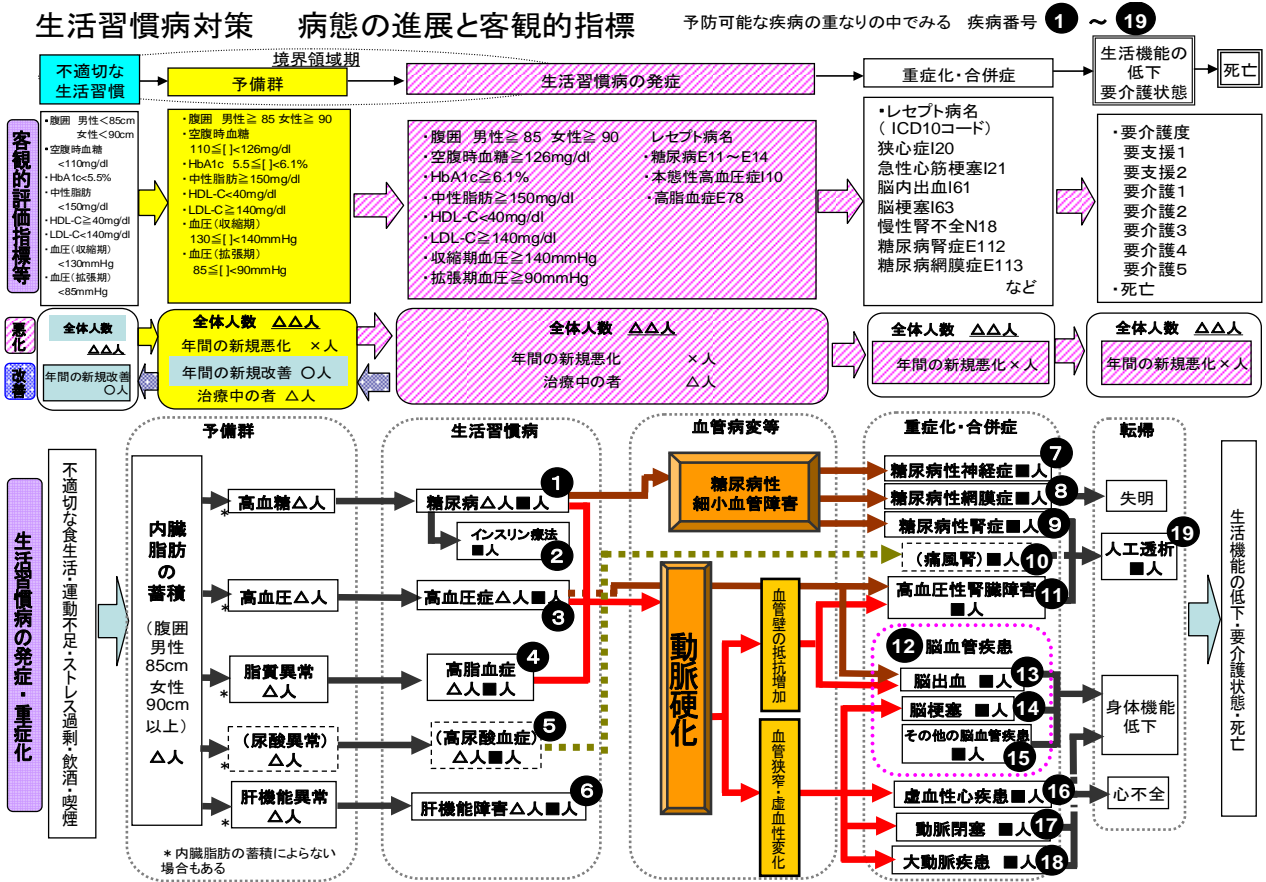 生活習慣病対策　病態の進展と客観的指標
予防可能な疾病の重なりの中でみる　疾病番号 1 ～ 19
境界領域期
不適切な
生活習慣
予備群
生活習慣病の発症
重症化・合併症
生活機能の
低下
要介護状態
死亡
客観的評価指標等
・腹囲　男性<85cm
女性<90cm
・空腹時血糖
<110mg/dl
・HbA1c<5.5%
・中性脂肪
<150mg/dl
・HDL-C≧40mg/dl
・LDL-C<140mg/dl
・血圧(収縮期)
<130mmHg
・血圧(拡張期)
<85mmHg
・腹囲　男性≧85 女性≧90
・空腹時血糖
110≦[ ]<126mg/dl
・HbA1c 5.5≦[ ]<6.1%
・中性脂肪≧150mg/dl
・HDL-C<40mg/dl
・LDL-C≧140mg/dl
・血圧(収縮期)
130≦[ ]<140mmHg
・血圧(拡張期)
85≦[ ]<90mmHg
・腹囲　男性≧85 女性≧90
・空腹時血糖≧126mg/dl
・HbA1c≧6.1%
・中性脂肪≧150mg/dl
・HDL-C<40mg/dl
・LDL-C≧140mg/dl
・収縮期血圧≧140mmHg
・拡張期血圧≧90mmHg
レセプト病名
・糖尿病E11～E14
・本態性高血圧症I10
・高脂血症E78
・レセプト病名
（ICD10コード）
狭心症I20
急性心筋梗塞I21
脳内出血I61
脳梗塞I63
慢性腎不全N18
糖尿病腎症E112
糖尿病網膜症E113
など
・要介護度
要支援1
要支援2
要介護1
要介護2
要介護3
要介護4
要介護5
・死亡
悪化
改善
全体人数
△△人
年間の新規改善
〇人
全体人数　△△人
年間の新規悪化　×人
年間の新規改善　〇人
治療中の者　△人
全体人数　△△人
年間の新規悪化　×人
治療中の者　△人
全体人数　△△人
年間の新規悪化×人
全体人数　△△人
年間の新規悪化×人
生活習慣病の発症・重症化
不適切な食生活・運動不足・ストレス過剰・飲酒・喫煙
予備群
内臓
脂肪
の
蓄積
（腹囲
男性
85cm
女性
90cm
以上）
△人
高血糖△人
*
高血圧△人
*
脂質異常
△人
*
（尿酸異常）
△人
*
肝機能異常
△人
*
＊内臓脂肪の蓄積によらない
場合もある
生活習慣病
1
糖尿病△人■人
インスリン療法
■人
2
高血圧症△人■人
3
4
高脂血症
△人■人
5
（高尿酸血症）
△人■人
6
肝機能障害△人■人
血管病変等
糖尿病性
細小血管障害
動脈硬化
血管壁の抵抗増加
血管狭窄・虚血性変化
重症化・合併症
7
糖尿病性神経症■人
糖尿病性網膜症■人 8
糖尿病性腎症■人 9
（痛風腎）■人 10
高血圧性腎臓障害
■人 11
12 脳血管疾患
脳出血　■人 13
脳梗塞　■人 14
その他の脳血管疾患
■人 15
虚血性心疾患■人 16
動脈閉塞　■人 17
大動脈疾患　■人 18
転帰
失明
19
人工透析
■人
身体機能
低下
心不全
生活機能の低下・要介護状態・死亡